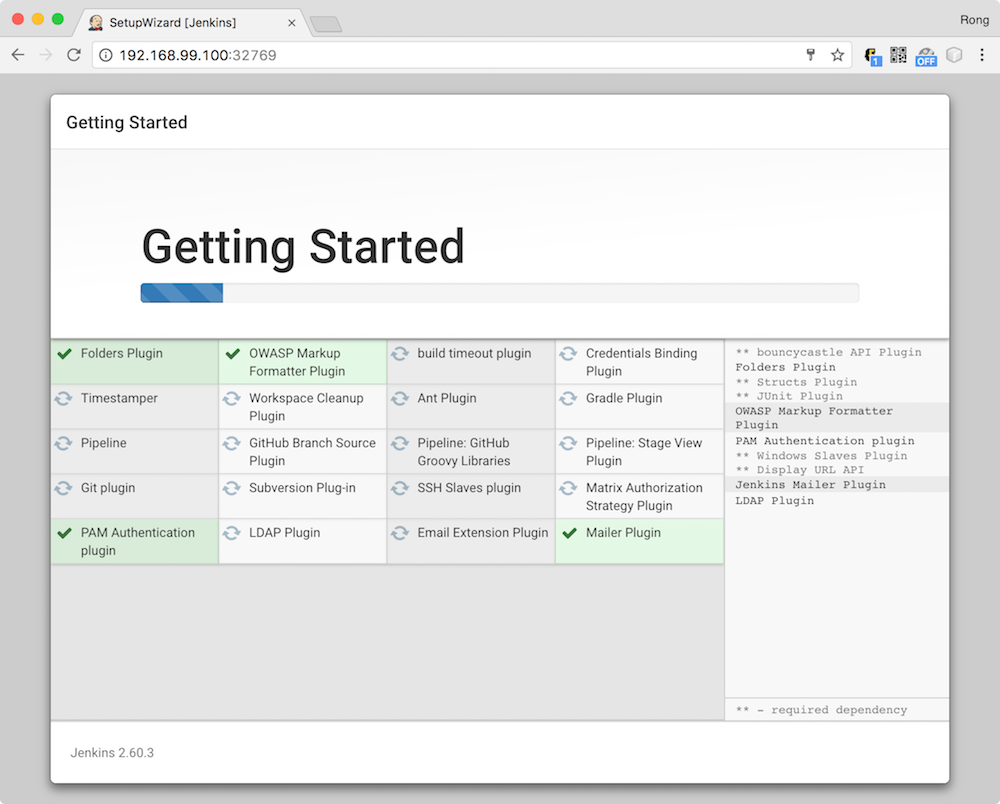 SetupWizard [Jenkins]
Rong
192.168.99.100:32769
1
OFF
Getting Started
Getting Started
Folders Plugin
OWASP Markup
Formatter Plugin
build timeout plugin
Credentials Binding
Plugin
Timestamper
Workspace Cleanup
Plugin
Ant Plugin
Gradle Plugin
Pipeline
GitHub Branch Source
Plugin
Pipeline: GitHub
Groovy Libraries
Pipeline: Stage View
Plugin
Git plugin
Subversion Plug-in
SSH Slaves plugin
Matrix Authorization
Strategy Plugin
PAM Authentication
plugin
LDAP Plugin
Email Extension Plugin
Mailer Plugin
** bouncycastle API Plugin
Folders Plugin
** Structs Plugin
** JUnit Plugin
OWASP Markup Formatter
Plugin
PAM Authentication plugin
** Windows Slaves Plugin
** Display URL API
Jenkins Mailer Plugin
LDAP Plugin
** - required dependency
Jenkins 2.60.3